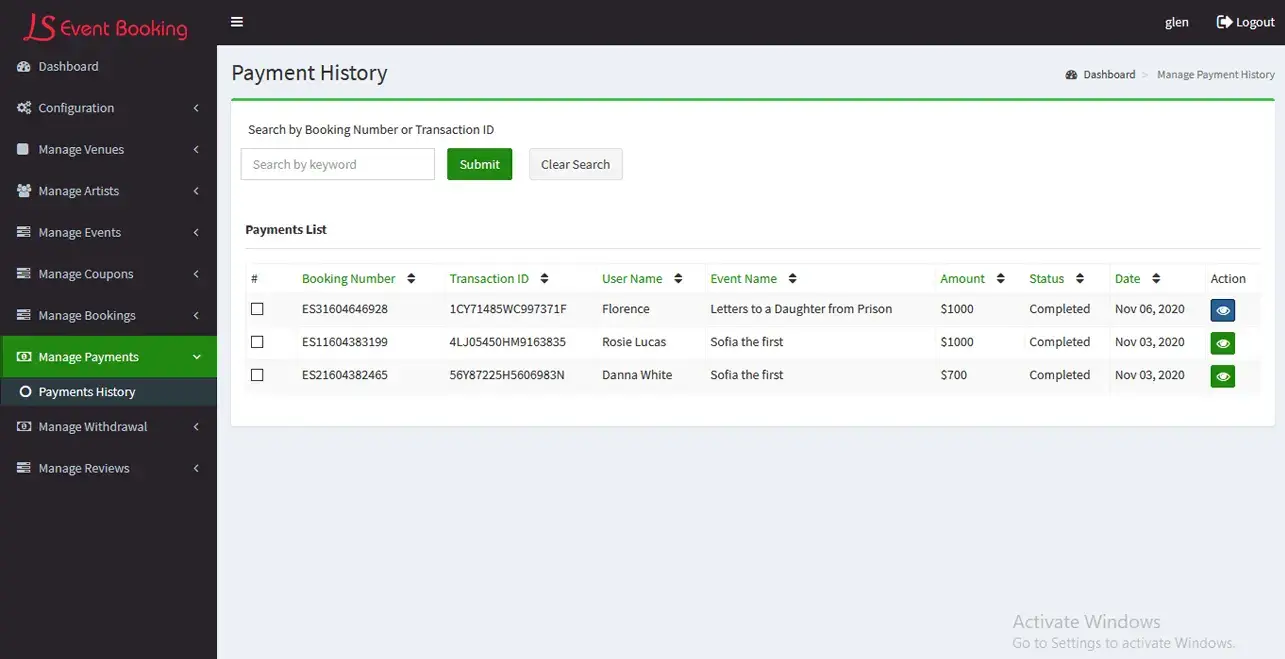 LS Event Booking
glen
Logout
Dashboard
Configuration
Manage Venues
Manage Artists
Manage Events
Manage Coupons
Manage Bookings
Manage Payments
Payments History
Manage Withdrawal
Manage Reviews
Payment History
Dashboard > Manage Payment History
Search by Booking Number or Transaction ID
Search by keyword Submit Clear Search
Payments List
# Booking Number Transaction ID User Name Event Name Amount Status Date Action
ES31604646928 1CY71485WC997371F Florence Letters to a Daughter from Prison $1000 Completed Nov 06, 2020
ES11604383199 4LJ05450HM9163835 Rosie Lucas Sofia the first $1000 Completed Nov 03, 2020
ES21604382465 56Y87225H5606983N Danna White Sofia the first $700 Completed Nov 03, 2020
Activate Windows
Go to Settings to activate Windows.